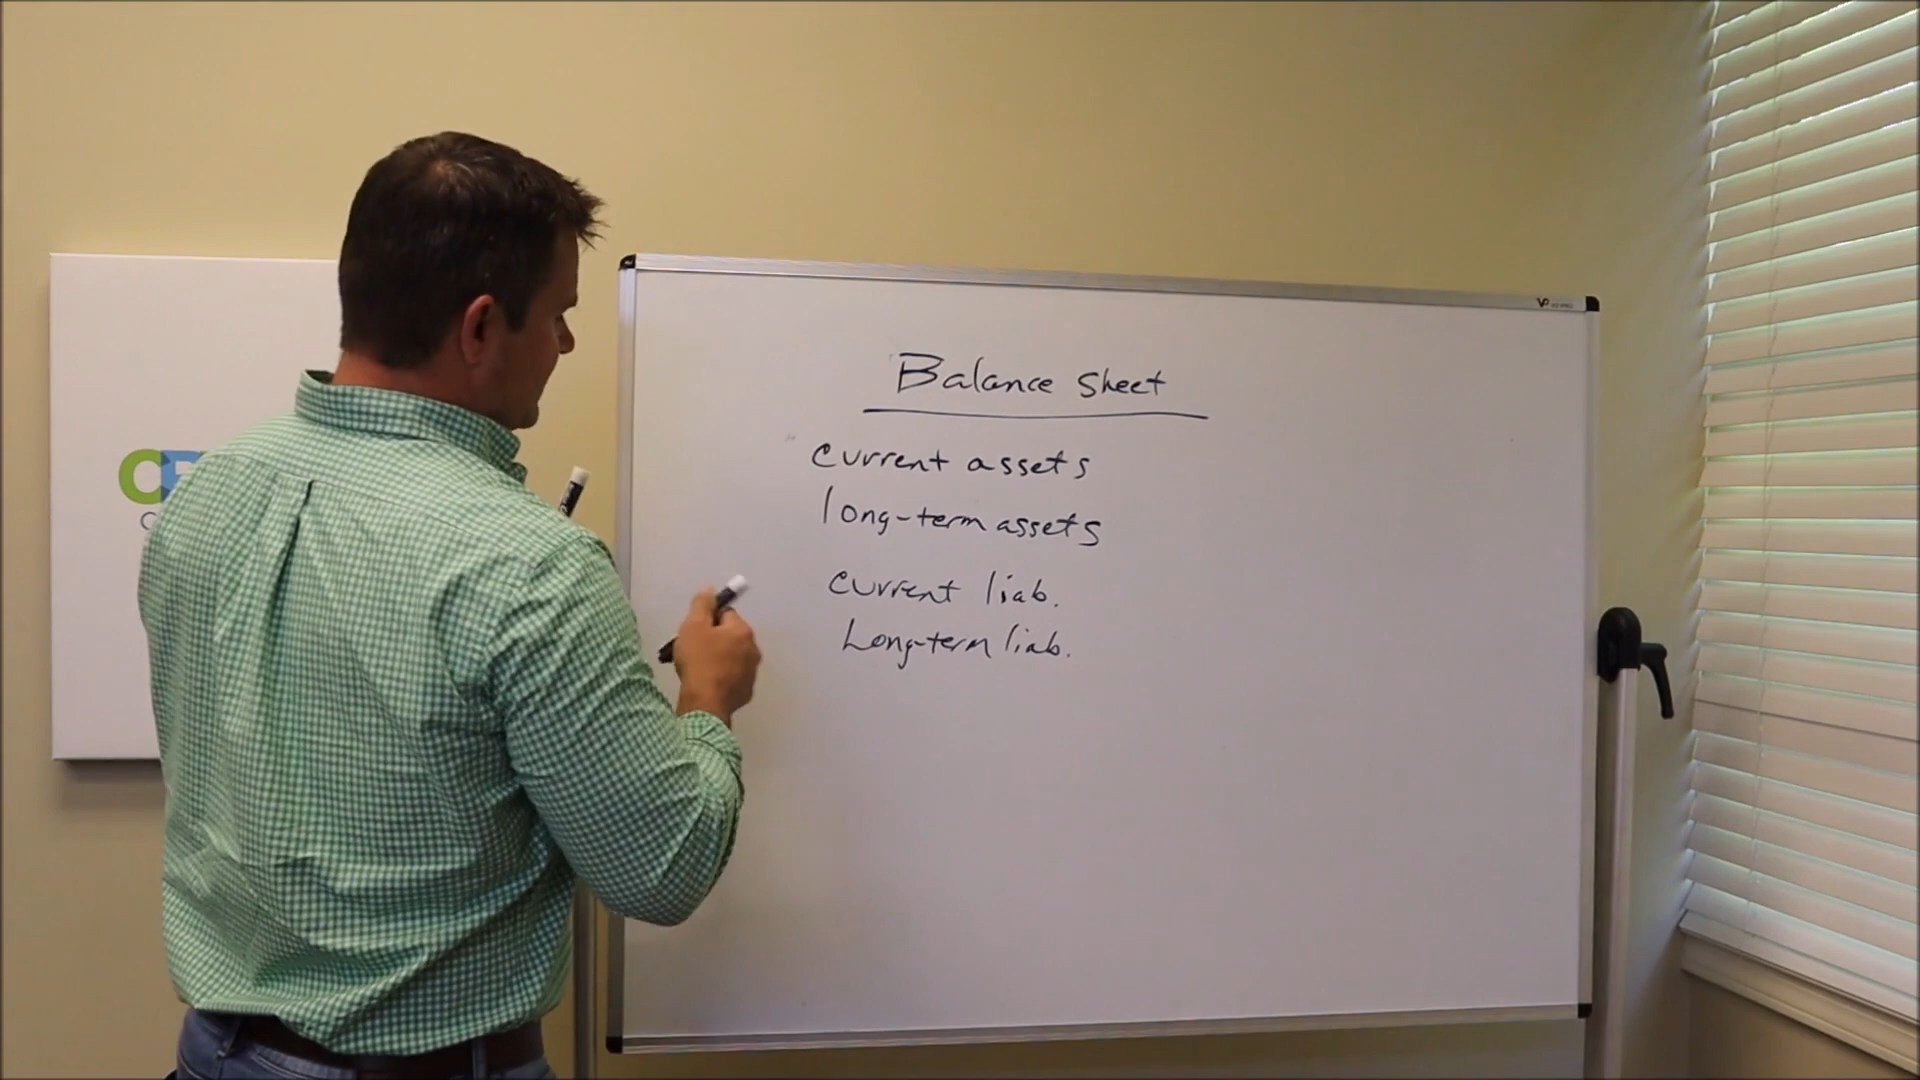 Balance Sheet
current assets
long-term assets
current liab.
Long-term liab.